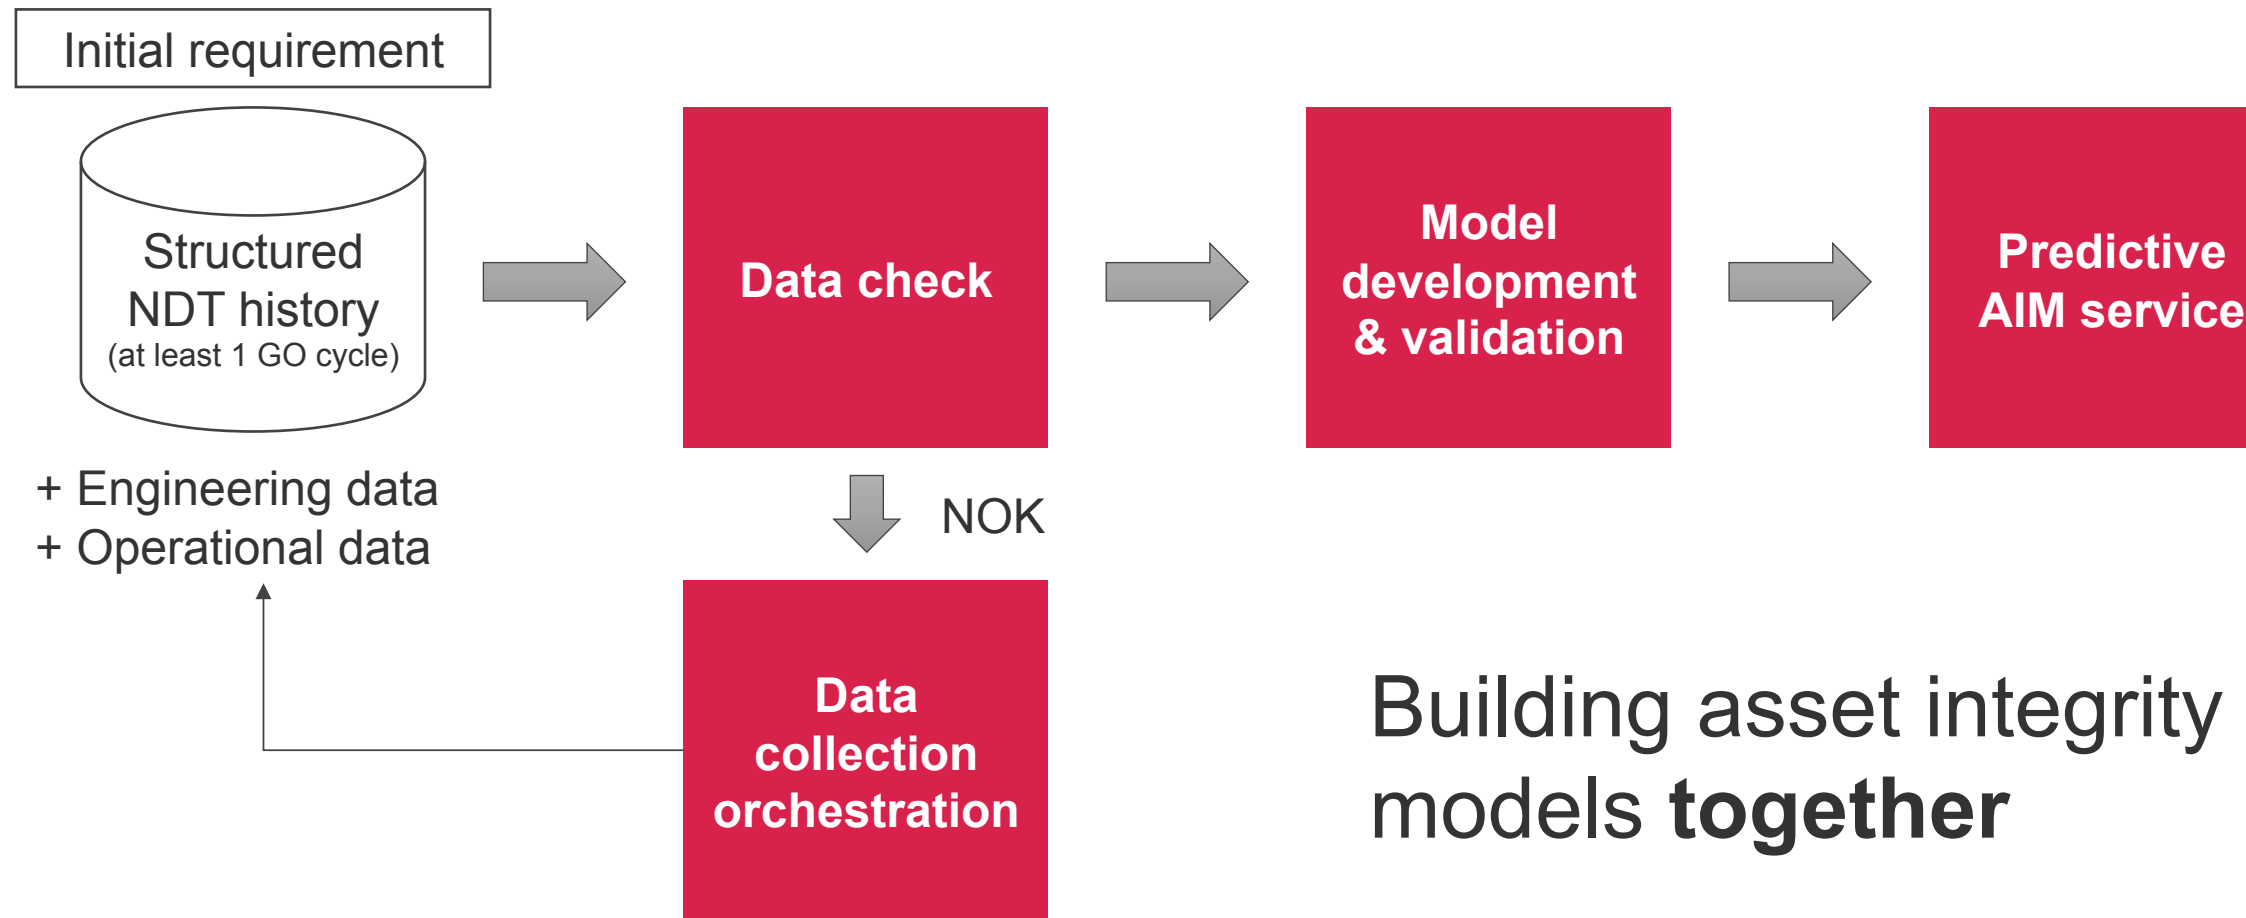 Initial requirement
Structured
NDT history
(at least 1 GO cycle)
+ Engineering data
+ Operational data
Data check
NOK
Data
collection
orchestration
Model
development
& validation
Predictive
AIM service
Building asset integrity
models together